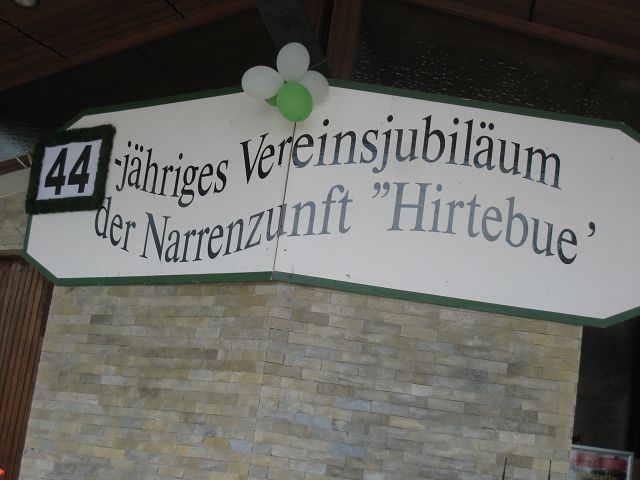 44-jähriges Vereinsjubiläum
der Narrenzunft "Hirtebue'